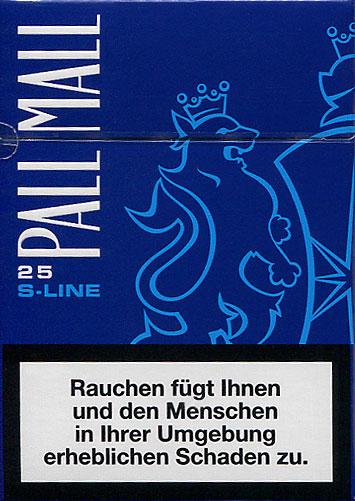 PALL MALL
25
S-LINE
Rauchen fügt Ihnen
und den Menschen
in Ihrer Umgebung
erheblichen Schaden zu.